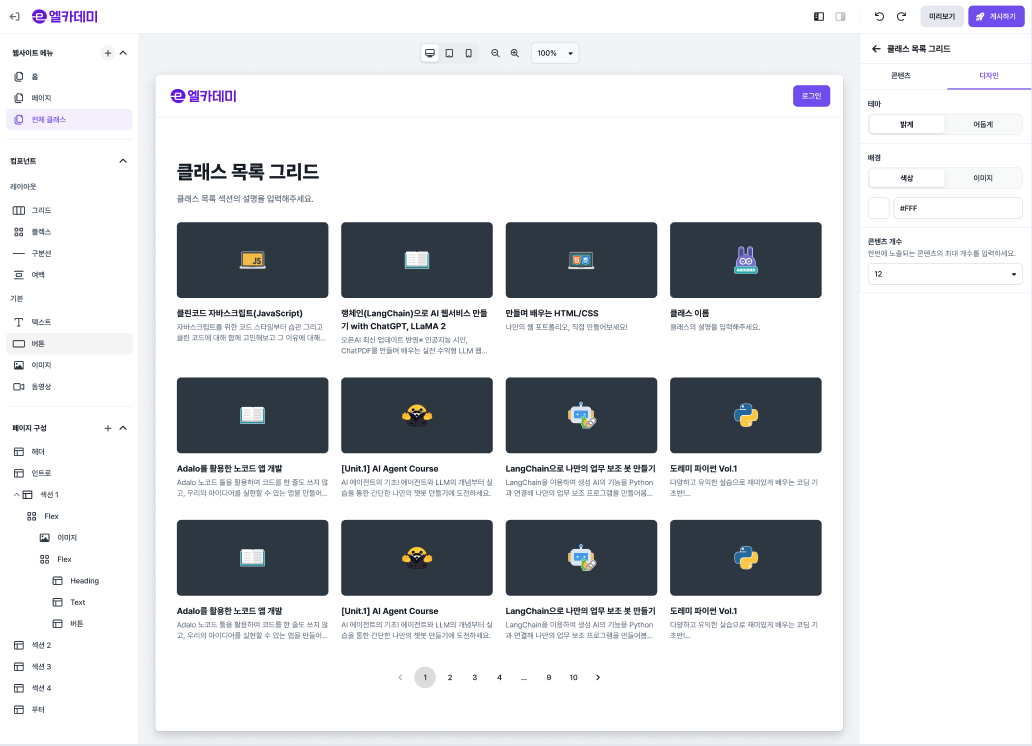 엘카데미
미리보기
게시하기
웹사이트 메뉴
홈
페이지
전체 클래스
컴포넌트
레이아웃
그리드
플렉스
구분선
여백
기본
텍스트
버튼
이미지
동영상
페이지 구성
헤더
인트로
섹션 1
Flex
이미지
Flex
Heading
Text
버튼
섹션 2
섹션 3
섹션 4
푸터
100%
엘카데미
로그인
클래스 목록 그리드
클래스 목록 섹션의 설명을 입력해주세요.
JS
클린코드 자바스크립트(JavaScript)
자바스크립트를 위한 코드 스타일부터 습관 그리고
클린 코드에 대해 함께 고민해보고 그 이유에 대해...
랭체인(LangChain)으로 AI 웹서비스 만들
기 with ChatGPT, LLaMA 2
오픈AI 최신 업데이트 반영※ 인공지능 시민,
ChatPDF를 만들며 배우는 실전 수익형 LLM 웹...
만들며 배우는 HTML/CSS
나만의 웹 포트폴리오, 직접 만들어보세요!
ARDUINO
클래스 이름
클래스의 설명을 입력해주세요.
Adalo를 활용한 노코드 앱 개발
Adalo 노코드 툴을 활용하여 코드를 한 줄도 쓰지 않
고, 우리의 아이디어를 실현할 수 있는 앱을 만들어...
[Unit.1] AI Agent Course
AI 에이전트의 기초! 에이전트와 LLM의 개념부터 실
습을 통한 간단한 나만의 챗봇 만들기에 도전하세요.
LangChain으로 나만의 업무 보조 봇 만들기
LangChain을 이용하여 생성 AI의 기능을 Python
과 연결해 나만의 업무 보조 프로그램을 만들어봅...
도레미 파이썬 Vol.1
다양하고 유익한 실습으로 재미있게 배우는 코딩 기
초반!...
Adalo를 활용한 노코드 앱 개발
Adalo 노코드 툴을 활용하여 코드를 한 줄도 쓰지 않
고, 우리의 아이디어를 실현할 수 있는 앱을 만들어...
[Unit.1] AI Agent Course
AI 에이전트의 기초! 에이전트와 LLM의 개념부터 실
습을 통한 간단한 나만의 챗봇 만들기에 도전하세요.
LangChain으로 나만의 업무 보조 봇 만들기
LangChain을 이용하여 생성 AI의 기능을 Python
과 연결해 나만의 업무 보조 프로그램을 만들어봅...
도레미 파이썬 Vol.1
다양하고 유익한 실습으로 재미있게 배우는 코딩 기
초반!...
1 2 3 4 ... 9 10
클래스 목록 그리드
콘텐츠 디자인
테마
밝게 어둡게
배경
색상 이미지
#FFF
콘텐츠 개수
한번에 노출되는 콘텐츠의 최대 개수를 입력하세요.
12